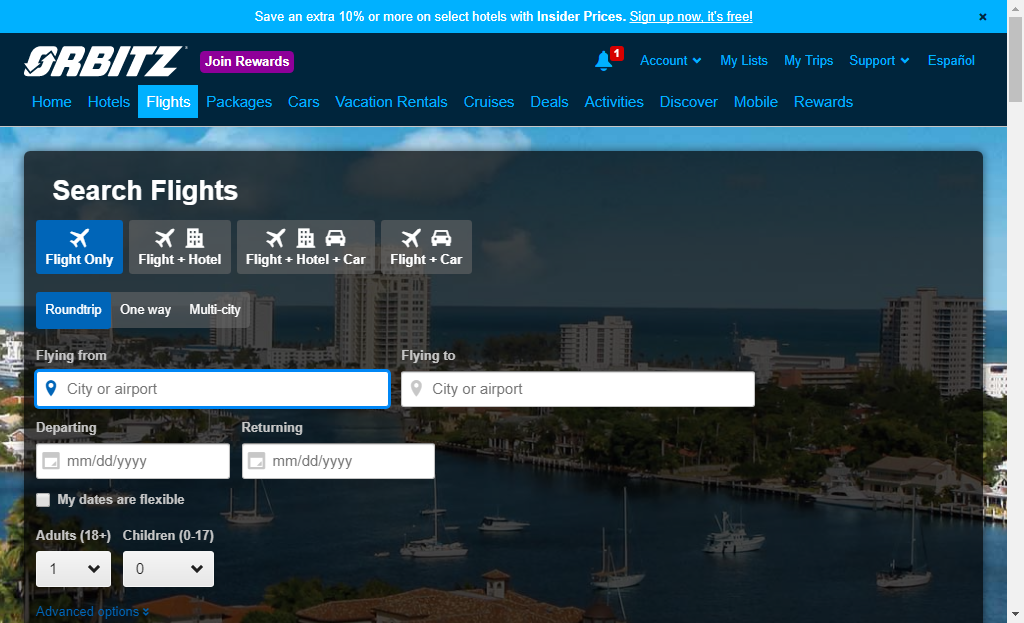 Save an extra 10% or more on select hotels with Insider Prices. Sign up now, it's free! ×
ORBITZ Join Rewards 1 Account My Lists My Trips Support Español
Home Hotels Flights Packages Cars Vacation Rentals Cruises Deals Activities Discover Mobile Rewards
Search Flights
Flight Only Flight + Hotel Flight + Hotel + Car Flight + Car
Roundtrip One way Multi-city
Flying from Flying to
City or airport City or airport
Departing Returning
mm/dd/yyyy mm/dd/yyyy
My dates are flexible
Adults (18+) Children (0-17)
1 0
Advanced options